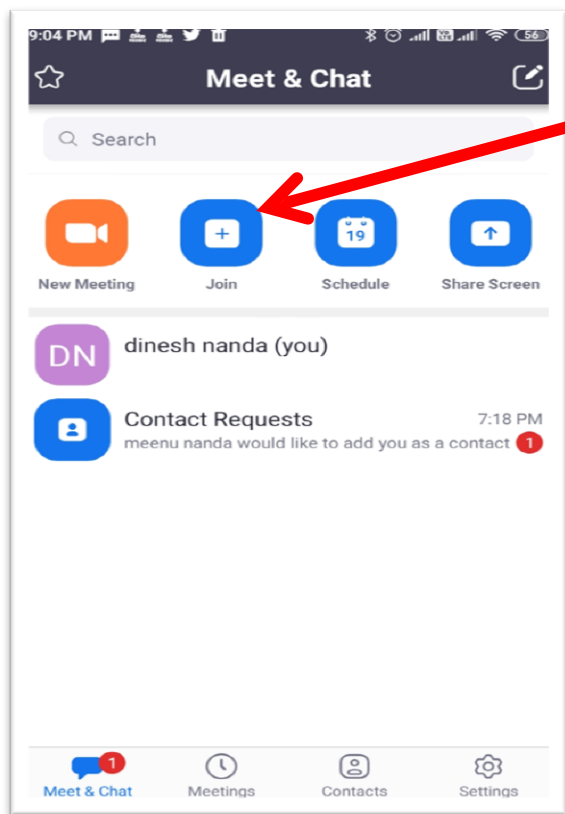 9:04 PM
56
Meet & Chat
Search
19
New Meeting Join Schedule Share Screen
DN dinesh nanda (you)
Contact Requests 7:18 PM
meenu nanda would like to add you as a contact 1
1
Meet & Chat Meetings Contacts Settings